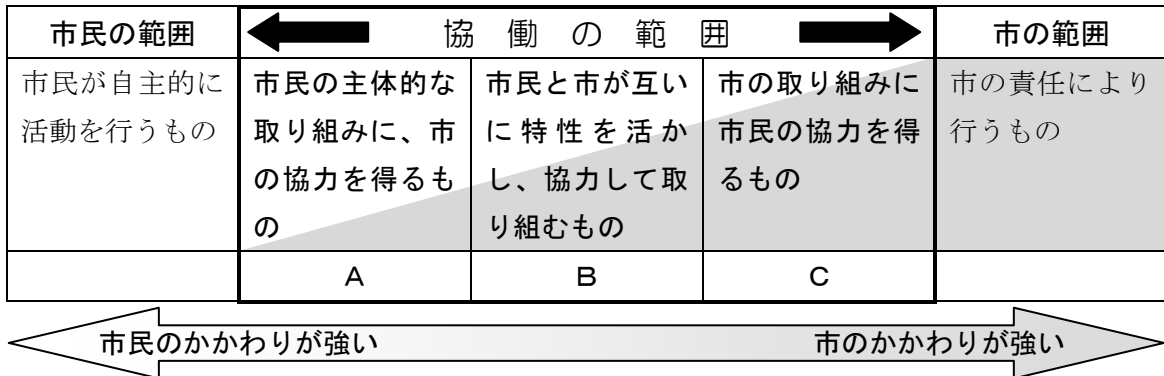 市民の範囲
協働の範囲
市の範囲
市民が自主的に
活動を行うもの
市民の主体的な
取り組みに、市
の協力を得るも
の
市民と市が互い
に特性を活か
し、協力して取
り組むもの
市の取り組みに
市民の協力を得
るもの
市の責任により
行うもの
A
B
C
市民のかかわりが強い
市のかかわりが強い